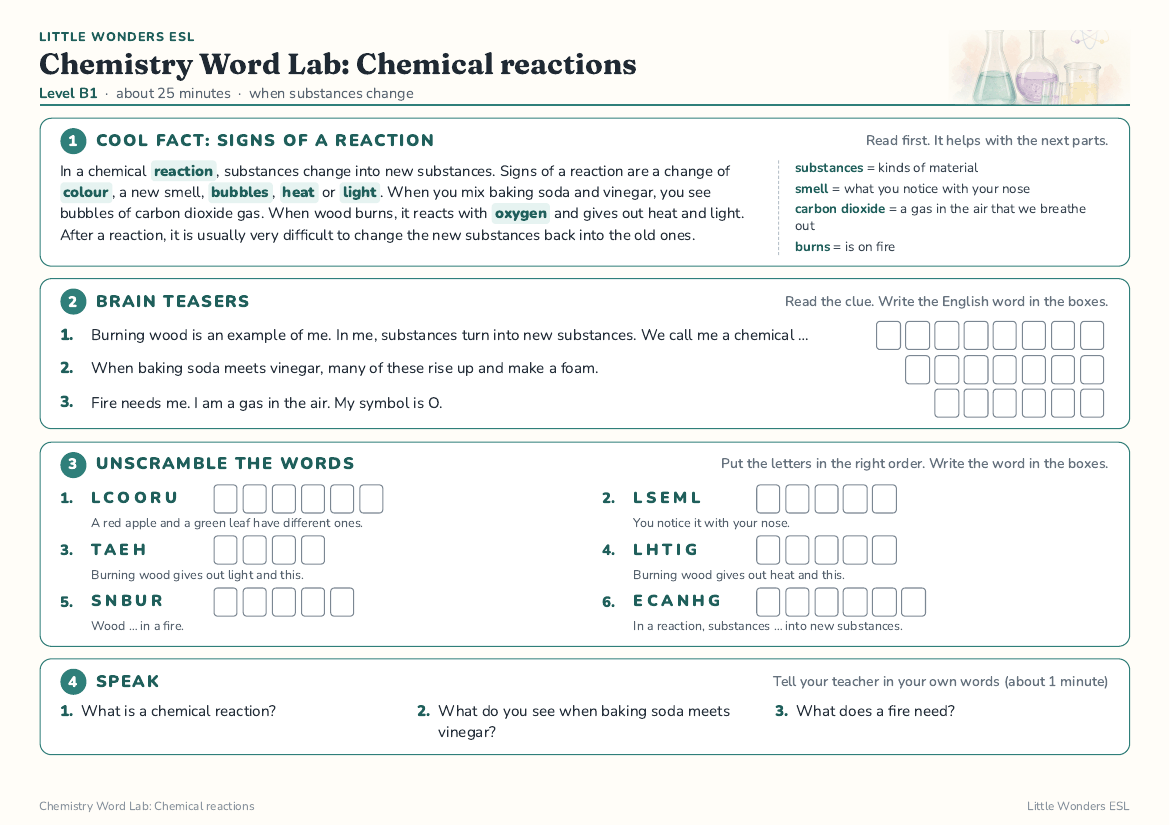 LITTLE WONDERS ESL
Chemistry Word Lab: Chemical reactions
Level B1 · about 25 minutes · when substances change
1 COOL FACT: SIGNS OF A REACTION
Read first. It helps with the next parts.
In a chemical reaction, substances change into new substances. Signs of a reaction are a change of
colour, a new smell, bubbles, heat or light. When you mix baking soda and vinegar, you see
bubbles of carbon dioxide gas. When wood burns, it reacts with oxygen and gives out heat and light.
After a reaction, it is usually very difficult to change the new substances back into the old ones.
substances = kinds of material
smell = what you notice with your nose
carbon dioxide = a gas in the air that we breathe
out
burns = is on fire
2 BRAIN TEASERS
Read the clue. Write the English word in the boxes.
1. Burning wood is an example of me. In me, substances turn into new substances. We call me a chemical ...
2. When baking soda meets vinegar, many of these rise up and make a foam.
3. Fire needs me. I am a gas in the air. My symbol is O.
3 UNSCRAMBLE THE WORDS
Put the letters in the right order. Write the word in the boxes.
1. LCOORU
A red apple and a green leaf have different ones.
2. LSEML
You notice it with your nose.
3. TAEH
Burning wood gives out light and this.
4. LHTIG
Burning wood gives out heat and this.
5. SNBUR
Wood ... in a fire.
6. ECANHG
In a reaction, substances ... into new substances.
4 SPEAK
Tell your teacher in your own words (about 1 minute)
1. What is a chemical reaction?
2. What do you see when baking soda meets
vinegar?
3. What does a fire need?
Chemistry Word Lab: Chemical reactions
Little Wonders ESL